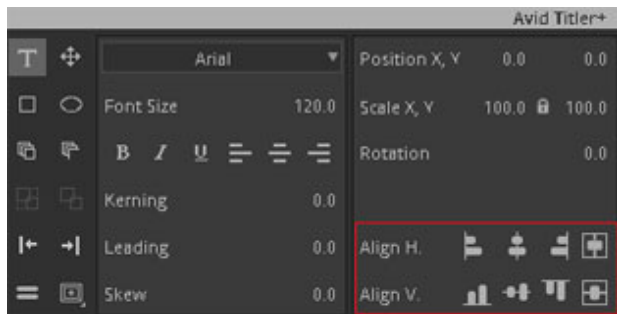 Avid Titler+
T
Arial
Position X, Y 0.0 0.0
Font Size 120.0
Scale X, Y 100.0 100.0
B I U
Rotation 0.0
Kerning 0.0
Leading 0.0
Align H.
Skew 0.0
Align V.